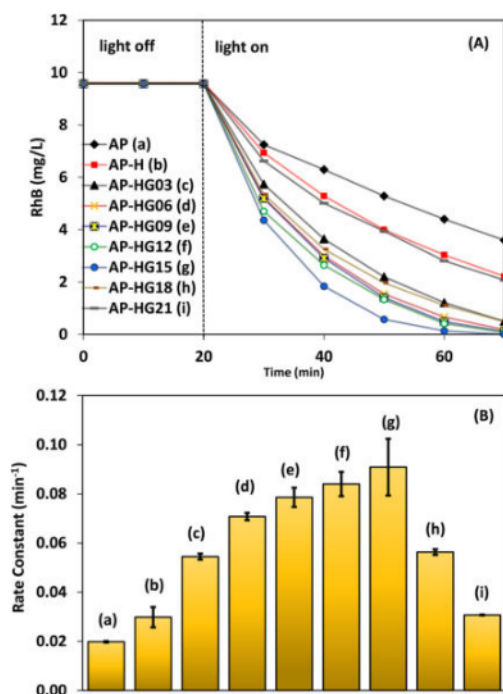 12
10
8
6
4
2
0
RhB (mg/L)
light off
light on
(A)
AP (a)
AP-H (b)
AP-HG03 (c)
AP-HG06 (d)
AP-HG09 (e)
AP-HG12 (f)
AP-HG15 (g)
AP-HG18 (h)
AP-HG21 (i)
0 20 40 60
Time (min)
0.12
0.10
0.08
0.06
0.04
0.02
0.00
Rate Constant (min⁻¹)
(B)
(a)
(b)
(c)
(d)
(e)
(f)
(g)
(h)
(i)